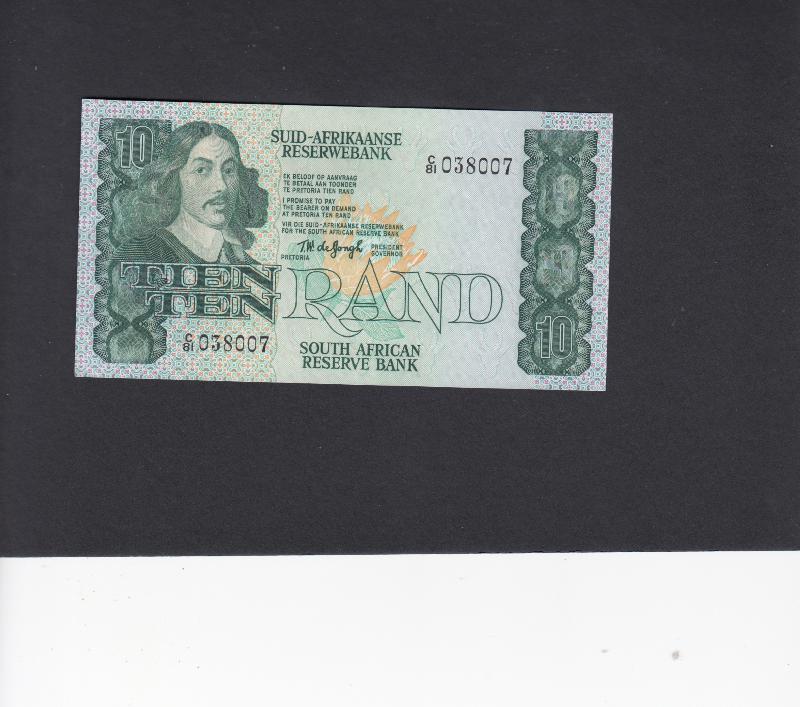 10
SUID-AFRIKAANSE
RESERWEBANK
C/81 038007
EK BELOOF OP AANVRAAG
TE BETAAL AAN TOONDER
TE PRETORIA TIEN RAND
I PROMISE TO PAY
THE BEARER ON DEMAND
AT PRETORIA TEN RAND
VIR DIE SUID-AFRIKAANSE RESERWEBANK
FOR THE SOUTH AFRICAN RESERVE BANK
T.W. de Jongh PRESIDENT
PRETORIA GOVERNOR
TIEN
TEN RAND
C/81 038007
SOUTH AFRICAN
RESERVE BANK
10